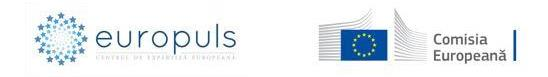 europuls
CENTRUL DE EXPERTIZĂ EUROPEANĂ
Comisia
Europeană